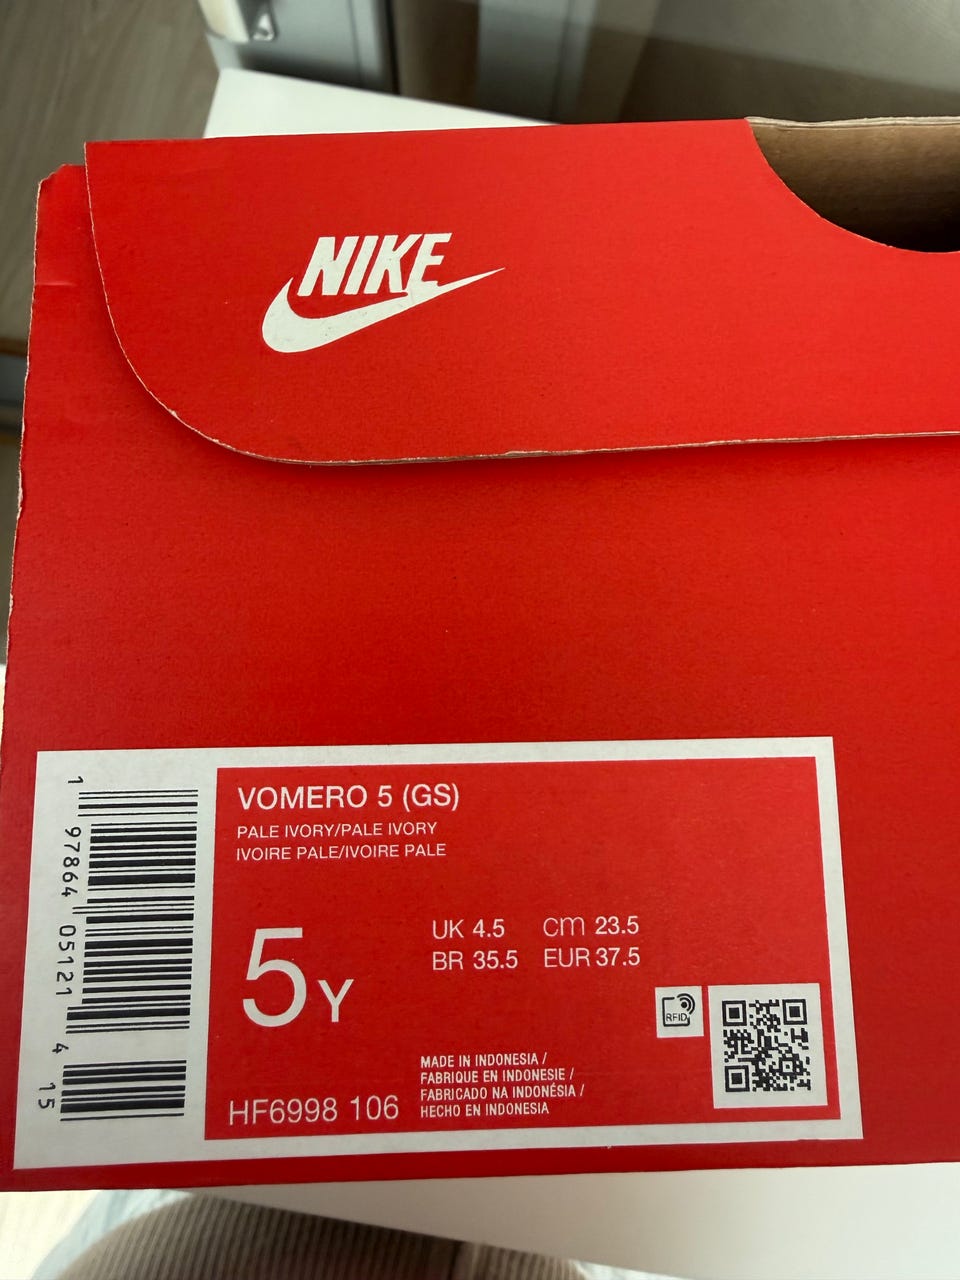 NIKE
VOMERO 5 (GS)
PALE IVORY/PALE IVORY
IVOIRE PALE/IVOIRE PALE
5Y
UK 4.5 cm 23.5
BR 35.5 EUR 37.5
RFID
MADE IN INDONESIA /
FABRIQUE EN INDONESIE /
FABRICADO NA INDONÉSIA /
HECHO EN INDONESIA
HF6998 106
1 97864 05121 4 15